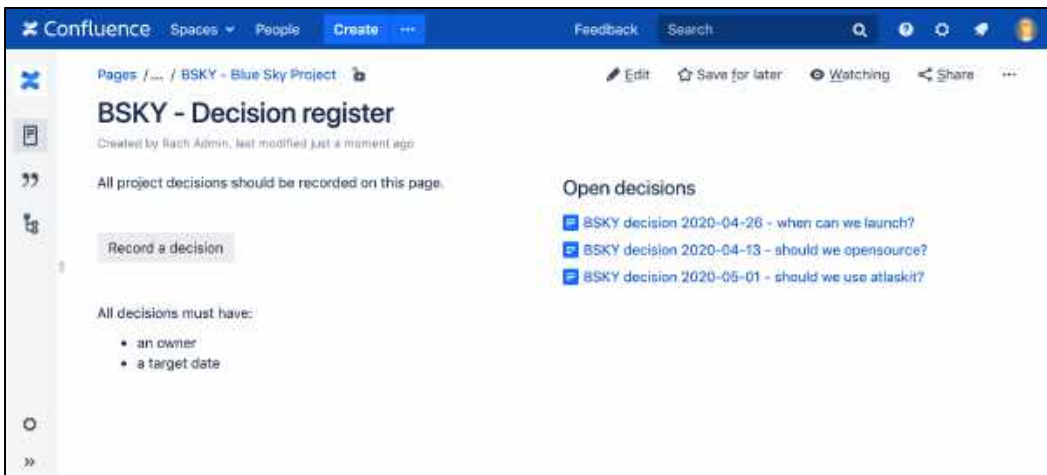 Confluence Spaces People Create ... Feedback Search
Pages /... / BSKY - Blue Sky Project
Edit Save for later Watching Share ...
BSKY - Decision register
Created by Rach Admin, last modified just a moment ago
All project decisions should be recorded on this page.
Record a decision
All decisions must have:
• an owner
• a target date
Open decisions
BSKY decision 2020-04-26 - when can we launch?
BSKY decision 2020-04-13 - should we opensource?
BSKY decision 2020-05-01 - should we use atlaskit?